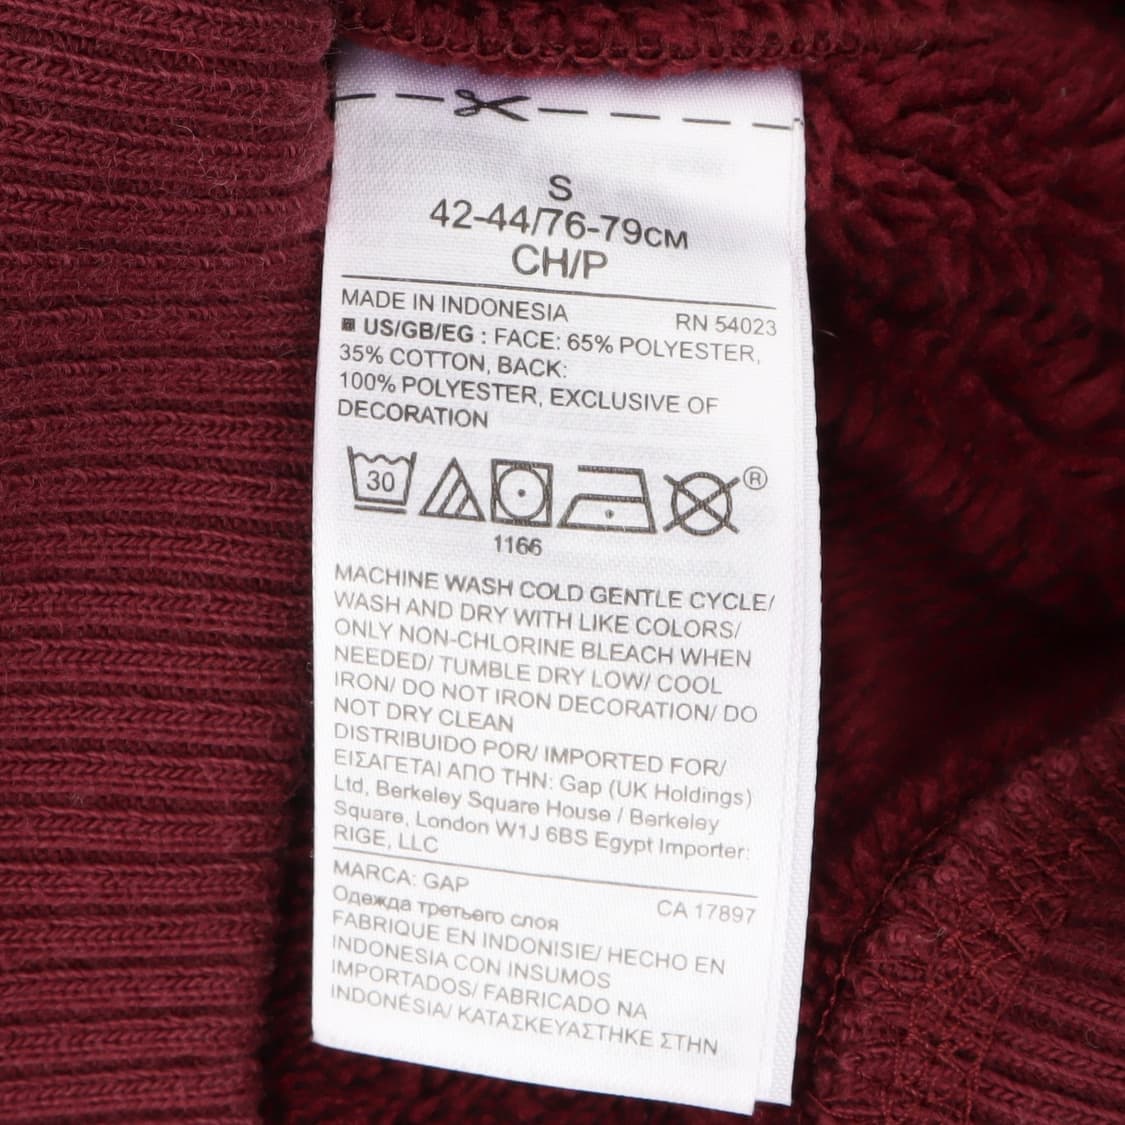 S
42-44/76-79см
CH/P
MADE IN INDONESIA RN 54023
US/GB/EG : FACE: 65% POLYESTER,
35% COTTON, BACK:
100% POLYESTER, EXCLUSIVE OF
DECORATION
30 ®
1166
MACHINE WASH COLD GENTLE CYCLE/
WASH AND DRY WITH LIKE COLORS/
ONLY NON-CHLORINE BLEACH WHEN
NEEDED/ TUMBLE DRY LOW/ COOL
IRON/ DO NOT IRON DECORATION/ DO
NOT DRY CLEAN
DISTRIBUIDO POR/ IMPORTED FOR/
ΕΙΣΑΓΕΤΑΙ ΑΠΟ ΤΗΝ: Gap (UK Holdings)
Ltd, Berkeley Square House / Berkeley
Square, London W1J 6BS Egypt Importer:
RIGE, LLC
MARCA: GAP CA 17897
Одежда третьего слоя
FABRIQUE EN INDONISIE/ HECHO EN
INDONESIA CON INSUMOS
IMPORTADOS/ FABRICADO NA
INDONÉSIA/ ΚΑΤΑΣΚΕΥΑΣΤΗΚΕ ΣΤΗΝ